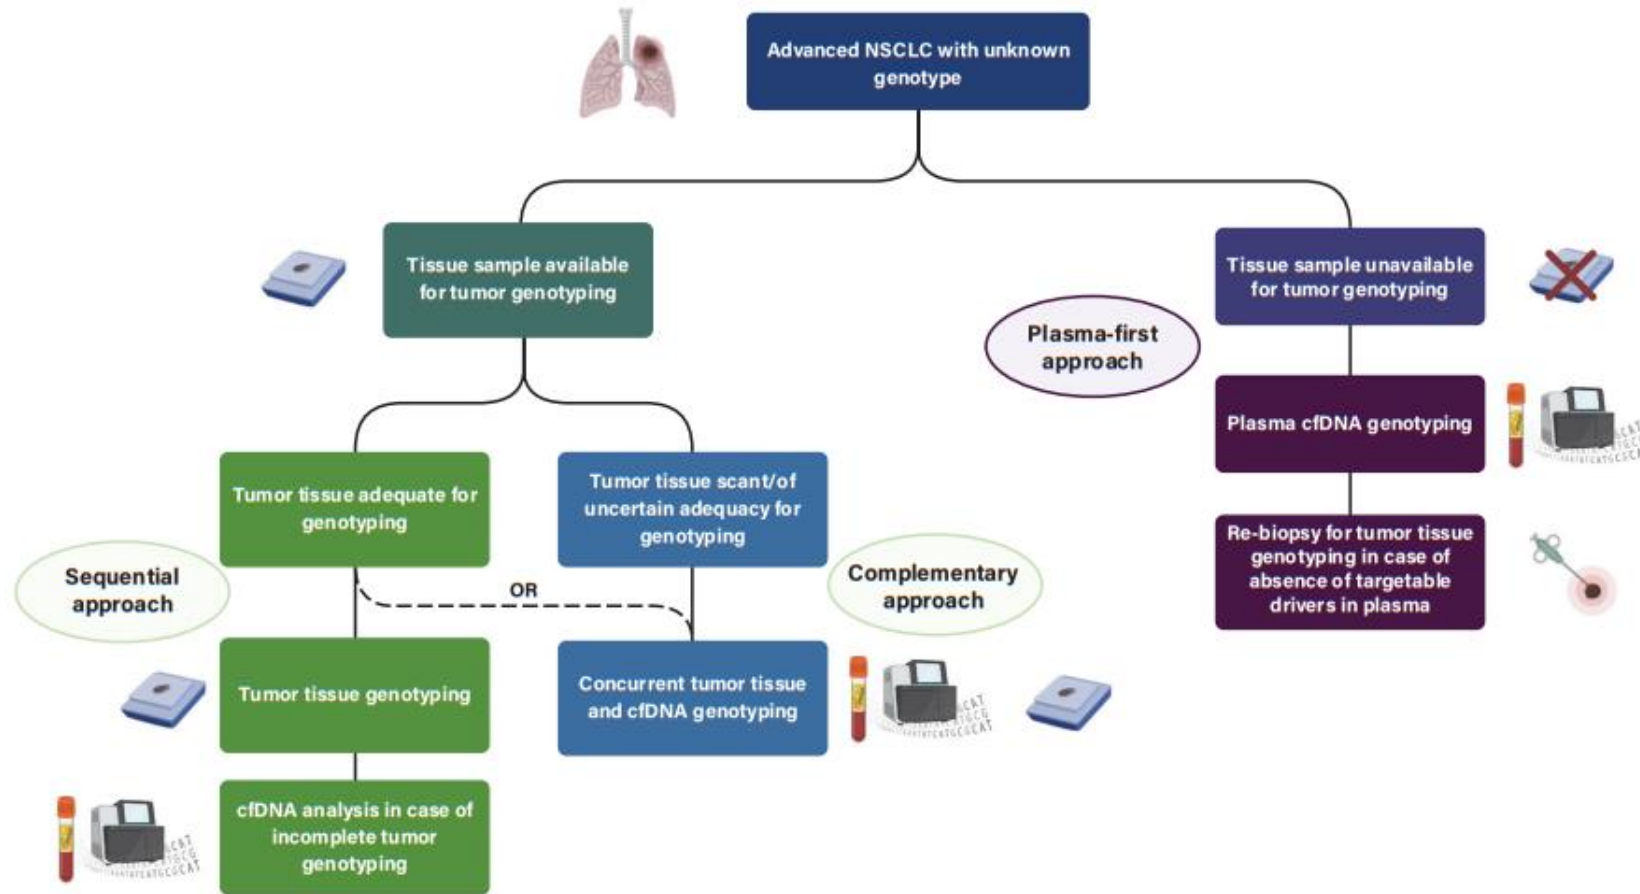 Advanced NSCLC with unknown
genotype
Tissue sample available
for tumor genotyping
Tissue sample unavailable
for tumor genotyping
Plasma-first
approach
Plasma cfDNA genotyping
Tumor tissue adequate for
genotyping
Tumor tissue scant/of
uncertain adequacy for
genotyping
Re-biopsy for tumor tissue
genotyping in case of
absence of targetable
drivers in plasma
Sequential
approach
OR
Complementary
approach
Tumor tissue genotyping
Concurrent tumor tissue
and cfDNA genotyping
cfDNA analysis in case of
incomplete tumor
genotyping